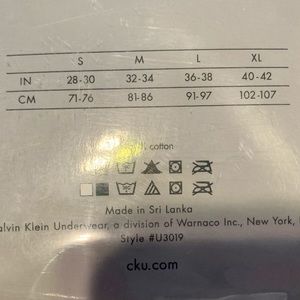 S M L XL
IN 28-30 32-34 36-38 40-42
CM 71-76 81-86 91-97 102-107
cotton
Made in Sri Lanka
alvin Klein Underwear, a division of Warnaco Inc., New York,
Style #U3019
cku.com